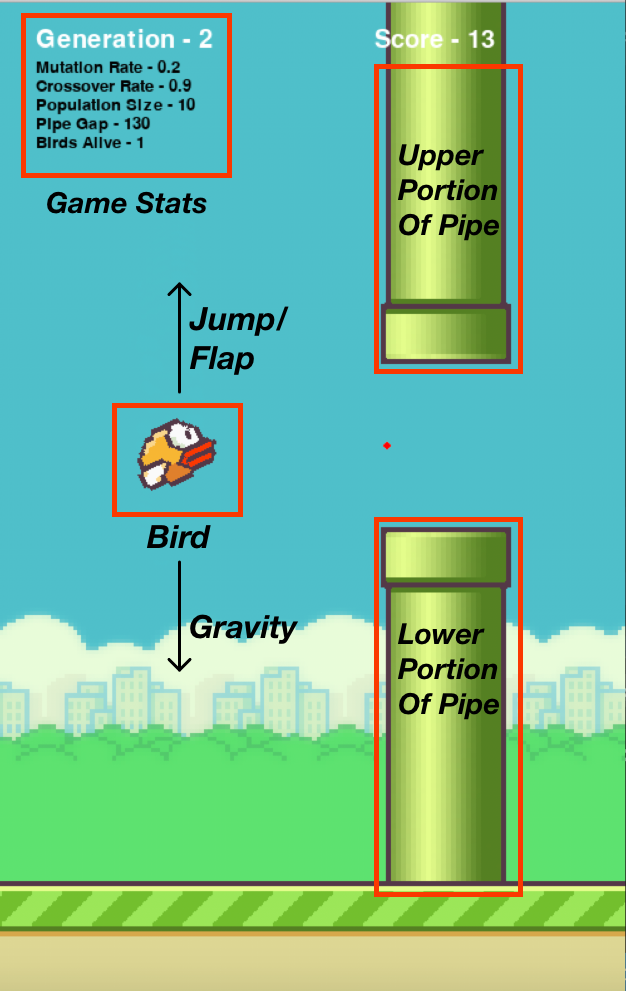 Generation - 2
Score - 13
Mutation Rate - 0.2
Crossover Rate - 0.9
Population Size - 10
Pipe Gap - 130
Birds Alive - 1
Game Stats
Upper
Portion
Of Pipe
Jump/
Flap
Bird
Gravity
Lower
Portion
Of Pipe